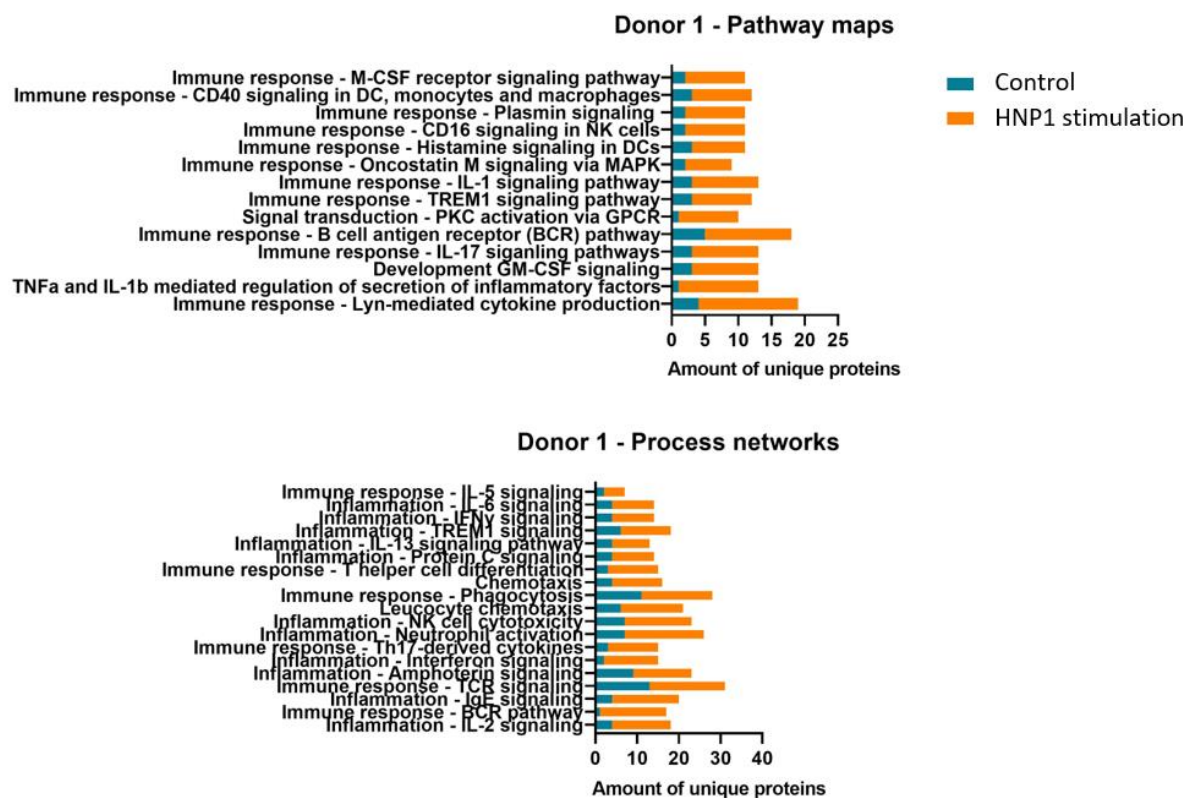 Donor 1 - Pathway maps
Immune response - M-CSF receptor signaling pathway
Immune response - CD40 signaling in DC, monocytes and macrophages
Immune response - Plasmin signaling
Immune response - CD16 signaling in NK cells
Immune response - Histamine signaling in DCs
Immune response - Oncostatin M signaling via MAPK
Immune response - IL-1 signaling pathway
Immune response - TREM1 signaling pathway
Signal transduction - PKC activation via GPCR
Immune response - B cell antigen receptor (BCR) pathway
Immune response - IL-17 siganling pathways
Development GM-CSF signaling
TNFa and IL-1b mediated regulation of secretion of inflammatory factors
Immune response - Lyn-mediated cytokine production
0 5 10 15 20 25
Amount of unique proteins
Control
HNP1 stimulation
Donor 1 - Process networks
Immune response - IL-5 signaling
Inflammation - IL-6 signaling
Inflammation - IFNγ signaling
Inflammation - TREM1 signaling
Inflammation - IL-13 signaling pathway
Inflammation - Protein C signaling
Immune response - T helper cell differentiation
Chemotaxis
Immune response - Phagocytosis
Leucocyte chemotaxis
Inflammation - NK cell cytotoxicity
Inflammation - Neutrophil activation
Immune response - Th17-derived cytokines
Inflammation - Interferon signaling
Inflammation - Amphoterin signaling
Immune response - TCR signaling
Inflammation - IgE signaling
Immune response - BCR pathway
Inflammation - IL-2 signaling
0 10 20 30 40
Amount of unique proteins